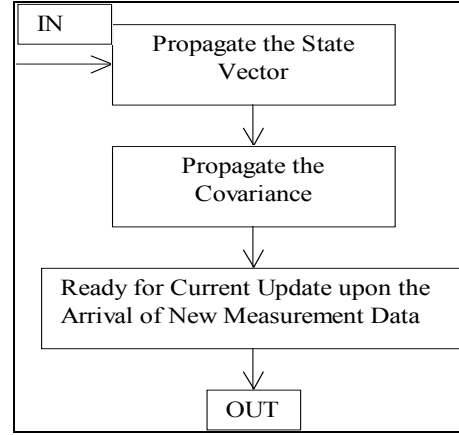 IN
Propagate the State
Vector
Propagate the
Covariance
Ready for Current Update upon the
Arrival of New Measurement Data
OUT